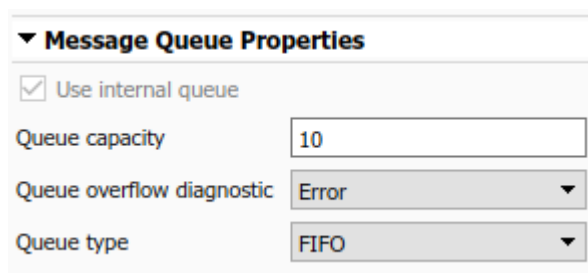 Message Queue Properties
Use internal queue
Queue capacity 10
Queue overflow diagnostic Error
Queue type FIFO